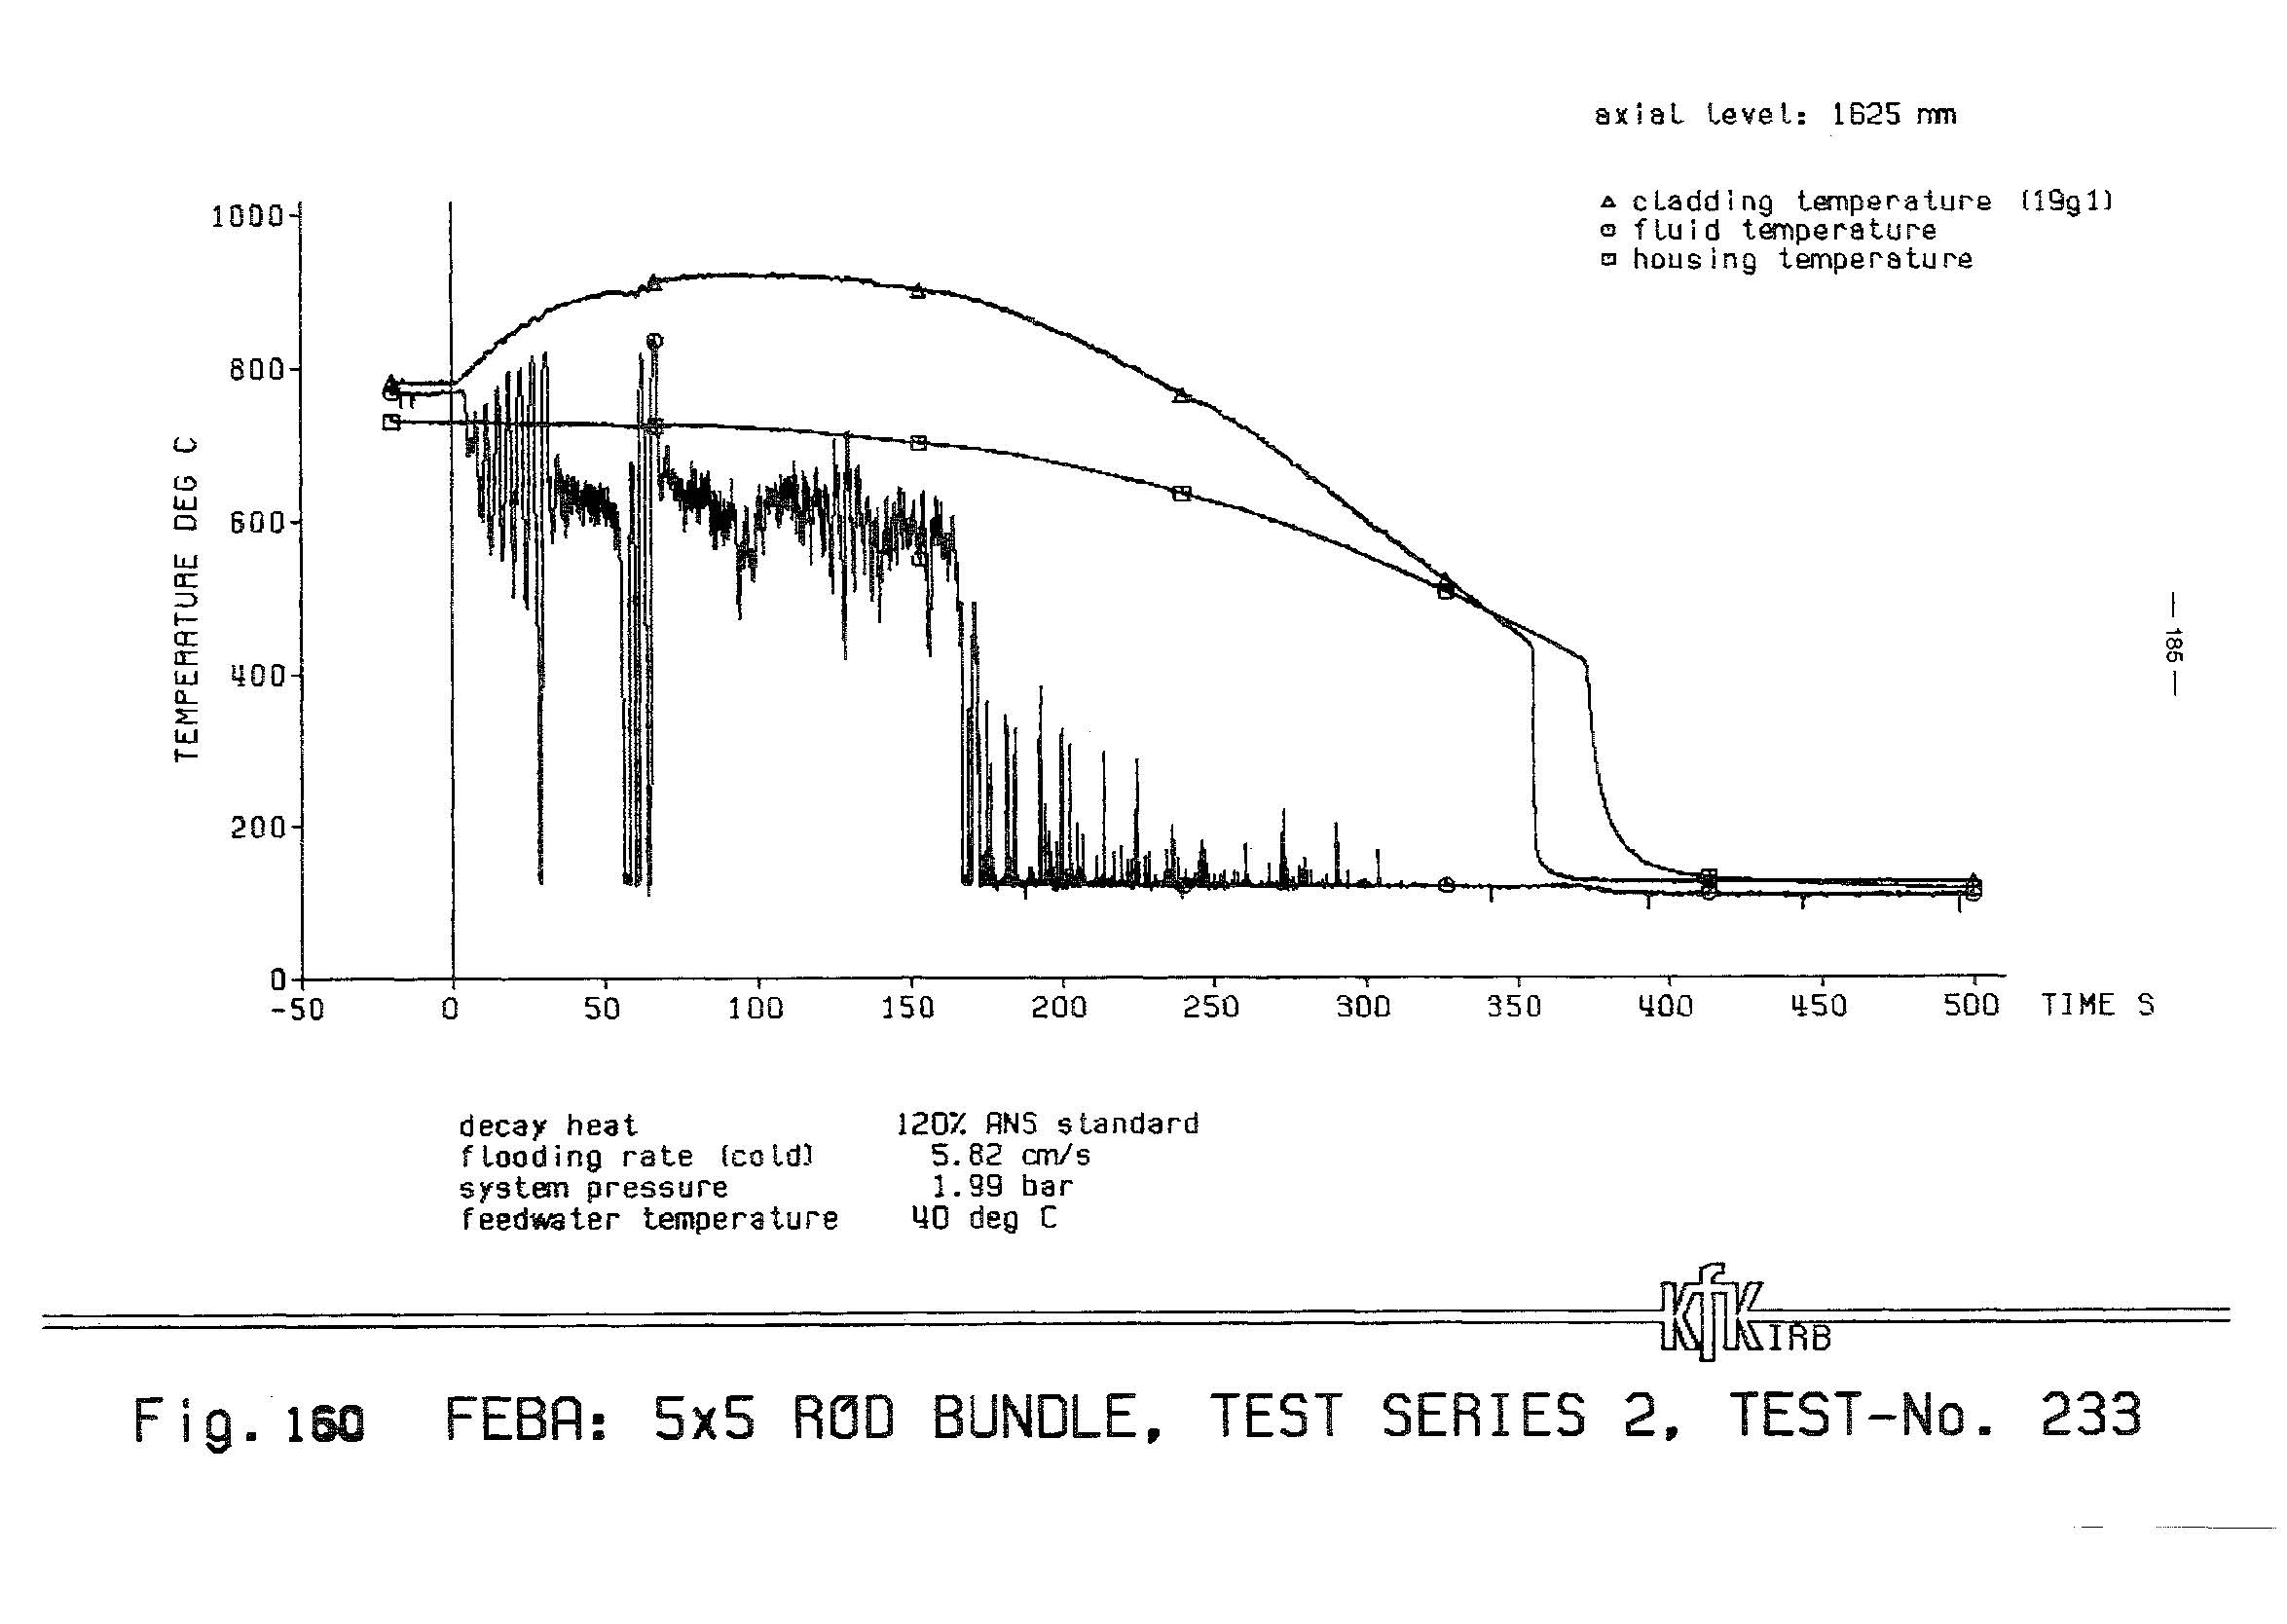 axial level: 1625 mm
cladding temperature (19g1)
fluid temperature
housing temperature
TEMPERATURE DEG C
1000
800
600
400
200
0
-50 0 50 100 150 200 250 300 350 400 450 500 TIME S
— 185 —
decay heat 120% ANS standard
flooding rate (cold) 5.82 cm/s
system pressure 1.99 bar
feedwater temperature 40 deg C
KfK IRB
Fig. 160 FEBA: 5x5 RØD BUNDLE, TEST SERIES 2, TEST-No. 233